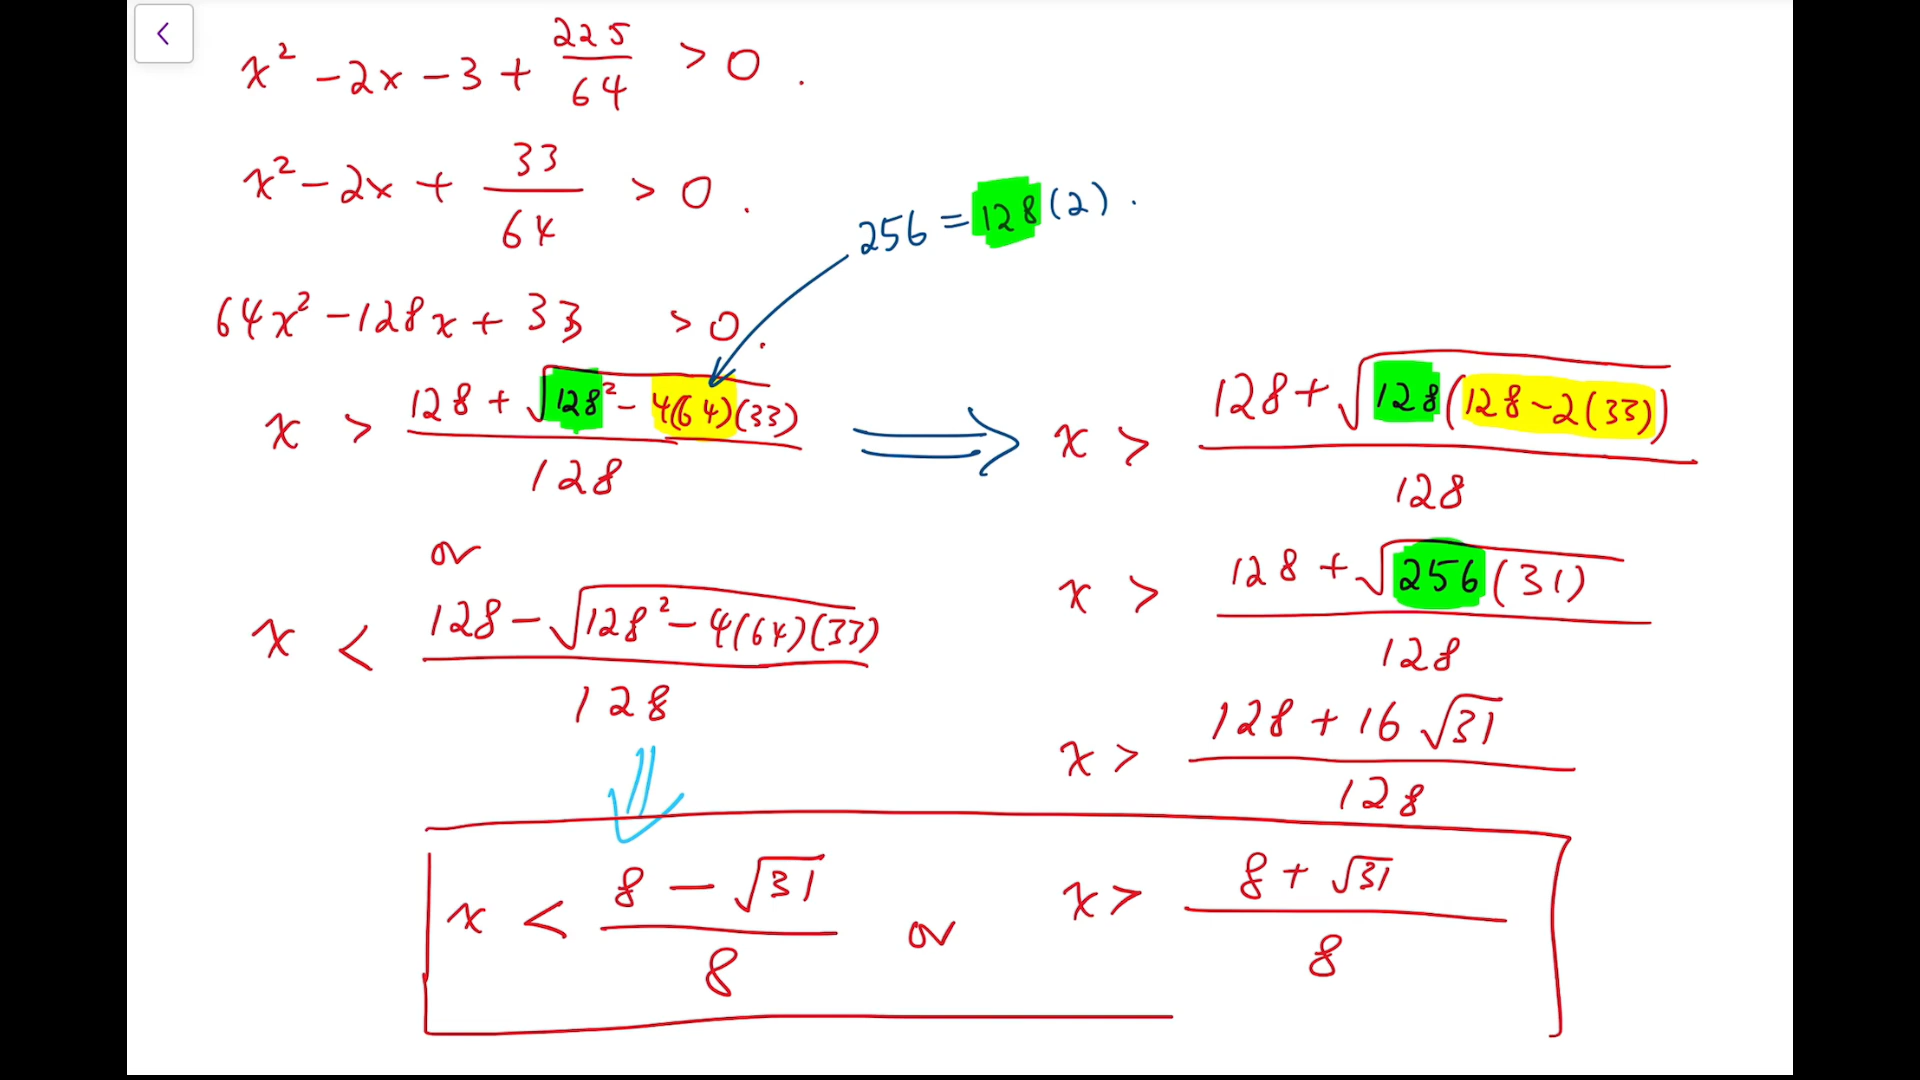 x² - 2x - 3 + 225/64 > 0 .
x² - 2x + 33/64 > 0 .
256 = 128 (2) .
64x² - 128x + 33 > 0 .
x > (128 + √(128² - 4(64)(33)))/128 ⟹ x > (128 + √(128(128 - 2(33))))/128
or
x < (128 - √(128² - 4(64)(33)))/128
x > (128 + √(256(31)))/128
x > (128 + 16√31)/128
x < (8 - √31)/8 or x > (8 + √31)/8